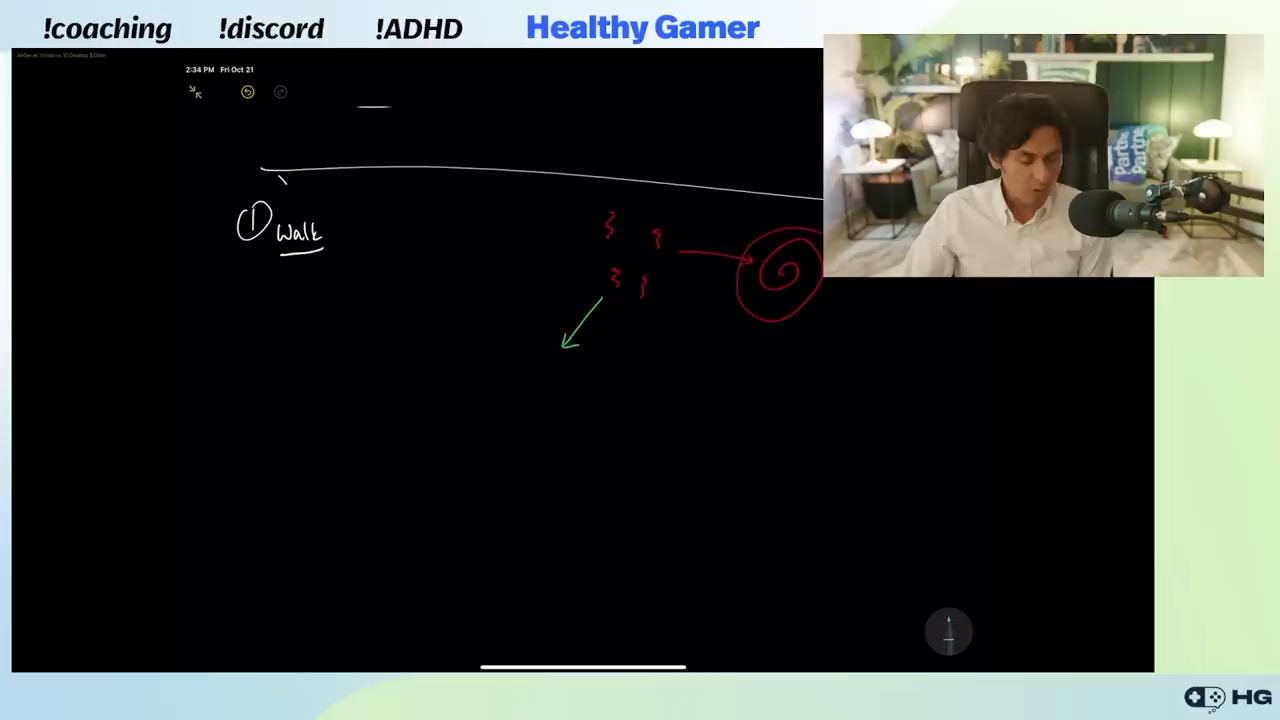 !coaching !discord !ADHD Healthy Gamer
2:34 PM Fri Oct 21
① Walk
HG